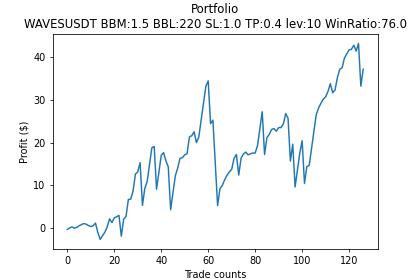 Portfolio
WAVESUSDT BBM:1.5 BBL:220 SL:1.0 TP:0.4 lev:10 WinRatio:76.0
40
30
20
10
0
Profit ($)
0 20 40 60 80 100 120
Trade counts